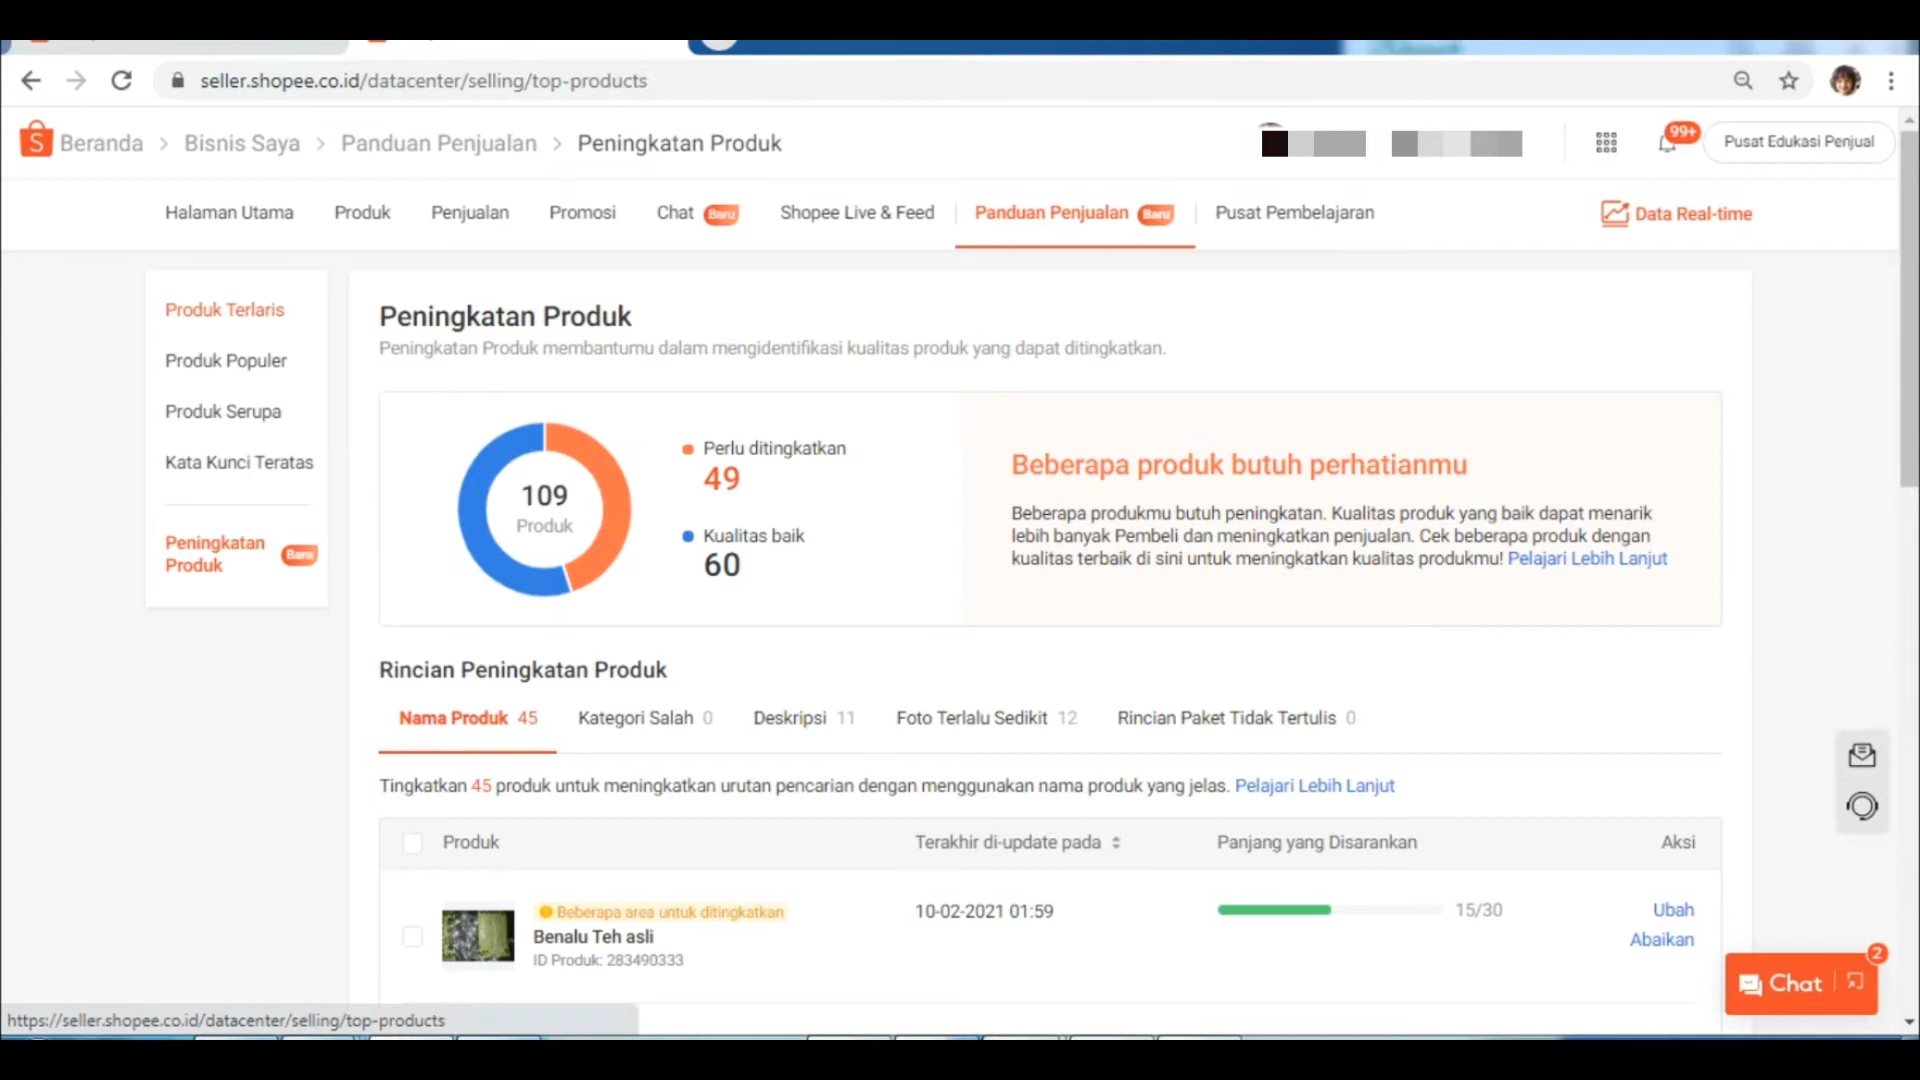 seller.shopee.co.id/datacenter/selling/top-products
Beranda > Bisnis Saya > Panduan Penjualan > Peningkatan Produk
99+
Pusat Edukasi Penjual
Halaman Utama
Produk
Penjualan
Promosi
Chat Baru
Shopee Live & Feed
Panduan Penjualan Baru
Pusat Pembelajaran
Data Real-time
Produk Terlaris
Produk Populer
Produk Serupa
Kata Kunci Teratas
Peningkatan
Produk
Baru
Peningkatan Produk
Peningkatan Produk membantumu dalam mengidentifikasi kualitas produk yang dapat ditingkatkan.
109
Produk
Perlu ditingkatkan
49
Kualitas baik
60
Beberapa produk butuh perhatianmu
Beberapa produkmu butuh peningkatan. Kualitas produk yang baik dapat menarik
lebih banyak Pembeli dan meningkatkan penjualan. Cek beberapa produk dengan
kualitas terbaik di sini untuk meningkatkan kualitas produkmu! Pelajari Lebih Lanjut
Rincian Peningkatan Produk
Nama Produk 45
Kategori Salah 0
Deskripsi 11
Foto Terlalu Sedikit 12
Rincian Paket Tidak Tertulis 0
Tingkatkan 45 produk untuk meningkatkan urutan pencarian dengan menggunakan nama produk yang jelas. Pelajari Lebih Lanjut
Produk
Terakhir di-update pada
Panjang yang Disarankan
Aksi
Beberapa area untuk ditingkatkan
Benalu Teh asli
ID Produk: 283490333
10-02-2021 01:59
15/30
Ubah
Abaikan
2
Chat
https://seller.shopee.co.id/datacenter/selling/top-products